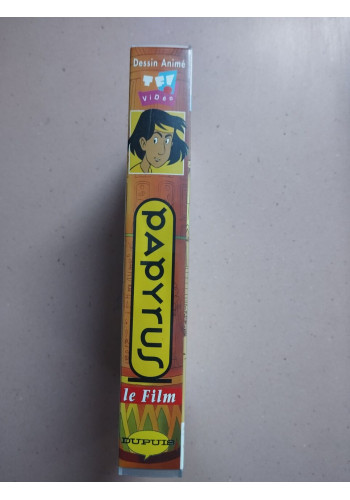 Dessin Animé
TF1
Vidéo
PAPYRUS
le Film
DUPUIS